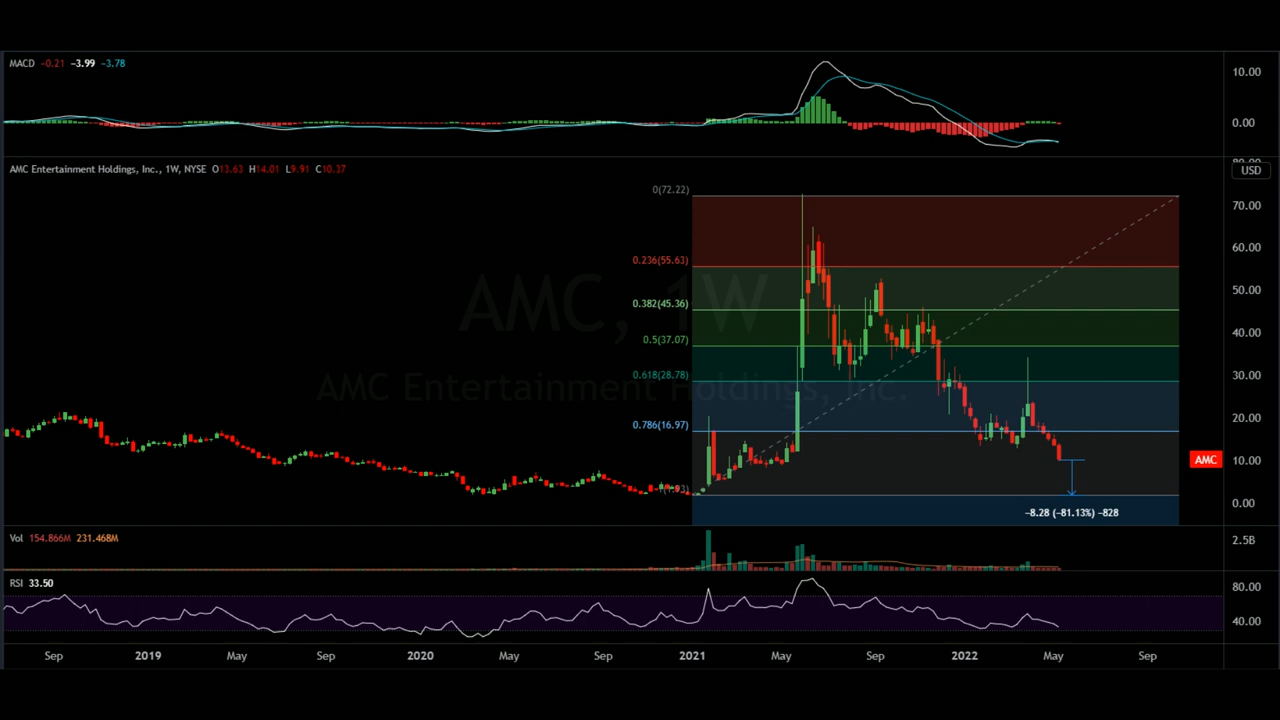 MACD -0.21 -3.99 -3.78
10.00
0.00
AMC Entertainment Holdings, Inc., 1W, NYSE O13.63 H14.01 L9.91 C10.37
80.00
USD
0(72.22)
70.00
60.00
0.236(55.63)
50.00
AMC, 1W
0.382(45.36)
40.00
0.5(37.07)
0.618(28.78)
30.00
AMC Entertainment Holdings, Inc.
20.00
0.786(16.97)
AMC
10.00
0.00
−8.28 (−81.13%) −828
Vol 154.866M 231.468M
2.5B
RSI 33.50
80.00
40.00
Sep 2019 May Sep 2020 May Sep 2021 May Sep 2022 May Sep